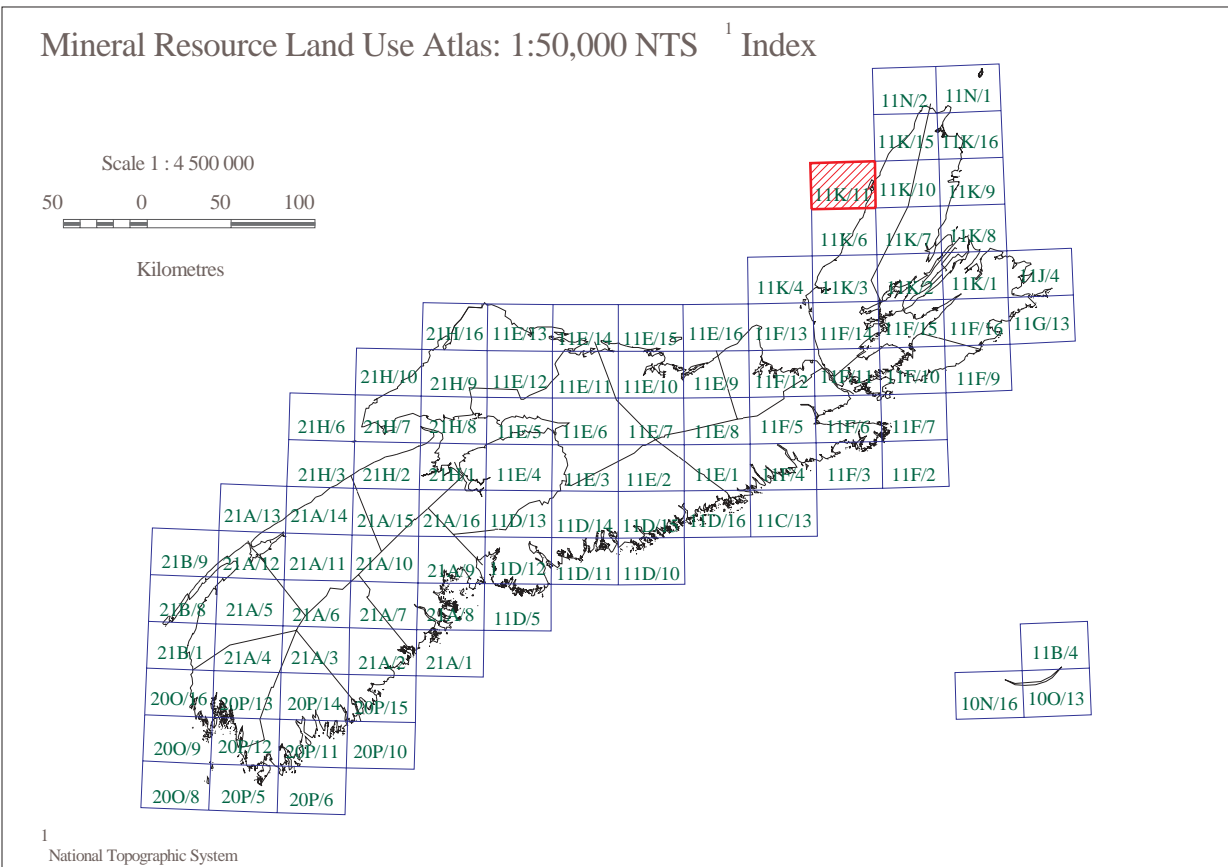 Mineral Resource Land Use Atlas: 1:50,000 NTS 1 Index
11N/2 11N/1
Scale 1 : 4 500 000
11K/15 11K/16
50 0 50 100
11K/11 11K/10 11K/9
Kilometres
11K/6 11K/7 11K/8
11K/4 11K/3 11K/2 11K/1 11J/4
21H/16 11E/13 11E/14 11E/15 11E/16 11F/13 11F/14 11F/15 11F/16 11G/13
21H/10 21H/9 11E/12 11E/11 11E/10 11E/9 11F/12 11F/11 11F/10 11F/9
21H/6 21H/7 21H/8 11E/5 11E/6 11E/7 11E/8 11F/5 11F/6 11F/7
21H/3 21H/2 21H/1 11E/4 11E/3 11E/2 11E/1 11F/4 11F/3 11F/2
21A/13 21A/14 21A/15 21A/16 11D/13 11D/14 11D/15 11D/16 11C/13
21B/9 21A/12 21A/11 21A/10 21A/9 11D/12 11D/11 11D/10
21B/8 21A/5 21A/6 21A/7 21A/8 11D/5
21B/1 21A/4 21A/3 21A/2 21A/1 11B/4
20O/16 20P/13 20P/14 20P/15 10N/16 10O/13
20O/9 20P/12 20P/11 20P/10
20O/8 20P/5 20P/6
1
National Topographic System